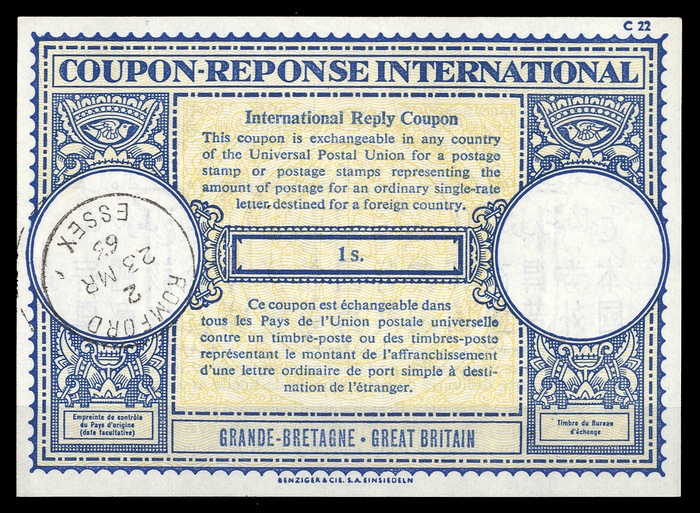 C 22
COUPON-REPONSE INTERNATIONAL
International Reply Coupon
This coupon is exchangeable in any country
of the Universal Postal Union for a postage
stamp or postage stamps representing the
amount of postage for an ordinary single-rate
letter, destined for a foreign country.
1 s.
Ce coupon est échangeable dans
tous les Pays de l'Union postale universelle
contre un timbre-poste ou des timbres-poste
représentant le montant de l'affranchissement
d'une lettre ordinaire de port simple à desti-
nation de l'étranger.
ROMFORD
2
23 MR
63
ESSEX
Empreinte de contrôle
du Pays d'origine
(date facultative)
Timbre du Bureau
d'échange
GRANDE-BRETAGNE • GREAT BRITAIN
BENZIGER & CIE. S.A. EINSIEDELN